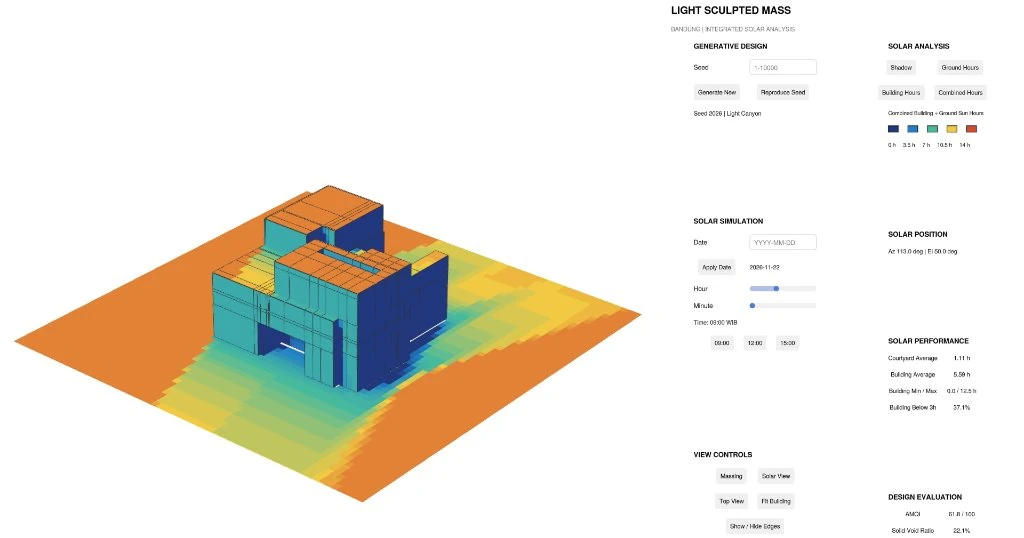 LIGHT SCULPTED MASS
BANDUNG | INTEGRATED SOLAR ANALYSIS
GENERATIVE DESIGN
Seed
1-10000
Generate New
Reproduce Seed
Seed 2026 | Light Canyon
SOLAR ANALYSIS
Shadow
Ground Hours
Building Hours
Combined Hours
Combined Building + Ground Sun Hours
0 h 3.5 h 7 h 10.5 h 14 h
SOLAR SIMULATION
Date
YYYY-MM-DD
Apply Date
2026-11-22
Hour
Minute
Time: 09:00 WIB
09:00 12:00 15:00
SOLAR POSITION
Az 113.0 deg | El 50.0 deg
SOLAR PERFORMANCE
Courtyard Average 1.11 h
Building Average 5.59 h
Building Min / Max 0.0 / 12.5 h
Building Below 3h 37.1%
VIEW CONTROLS
Massing
Solar View
Top View
Fit Building
Show / Hide Edges
DESIGN EVALUATION
AMQI 61.8 / 100
Solid Void Ratio 22.1%